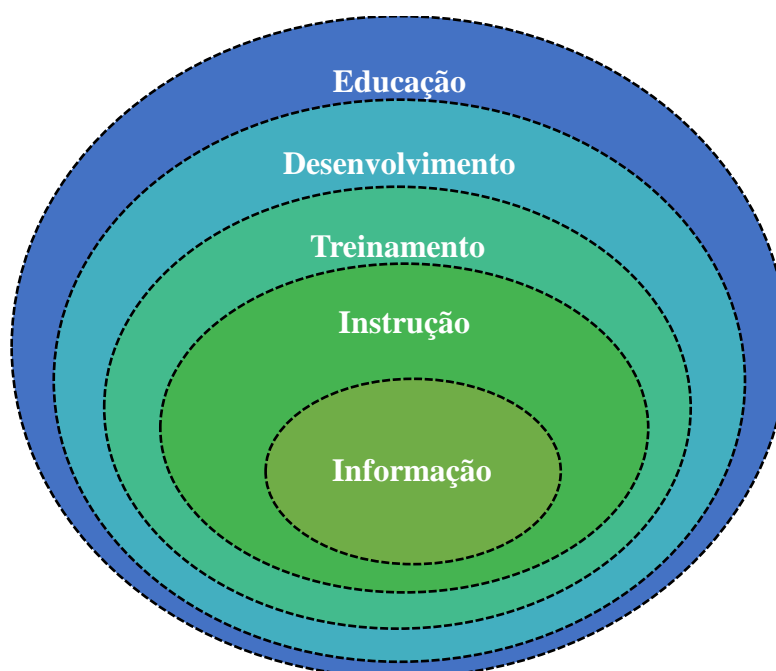 Educação
Desenvolvimento
Treinamento
Instrução
Informação